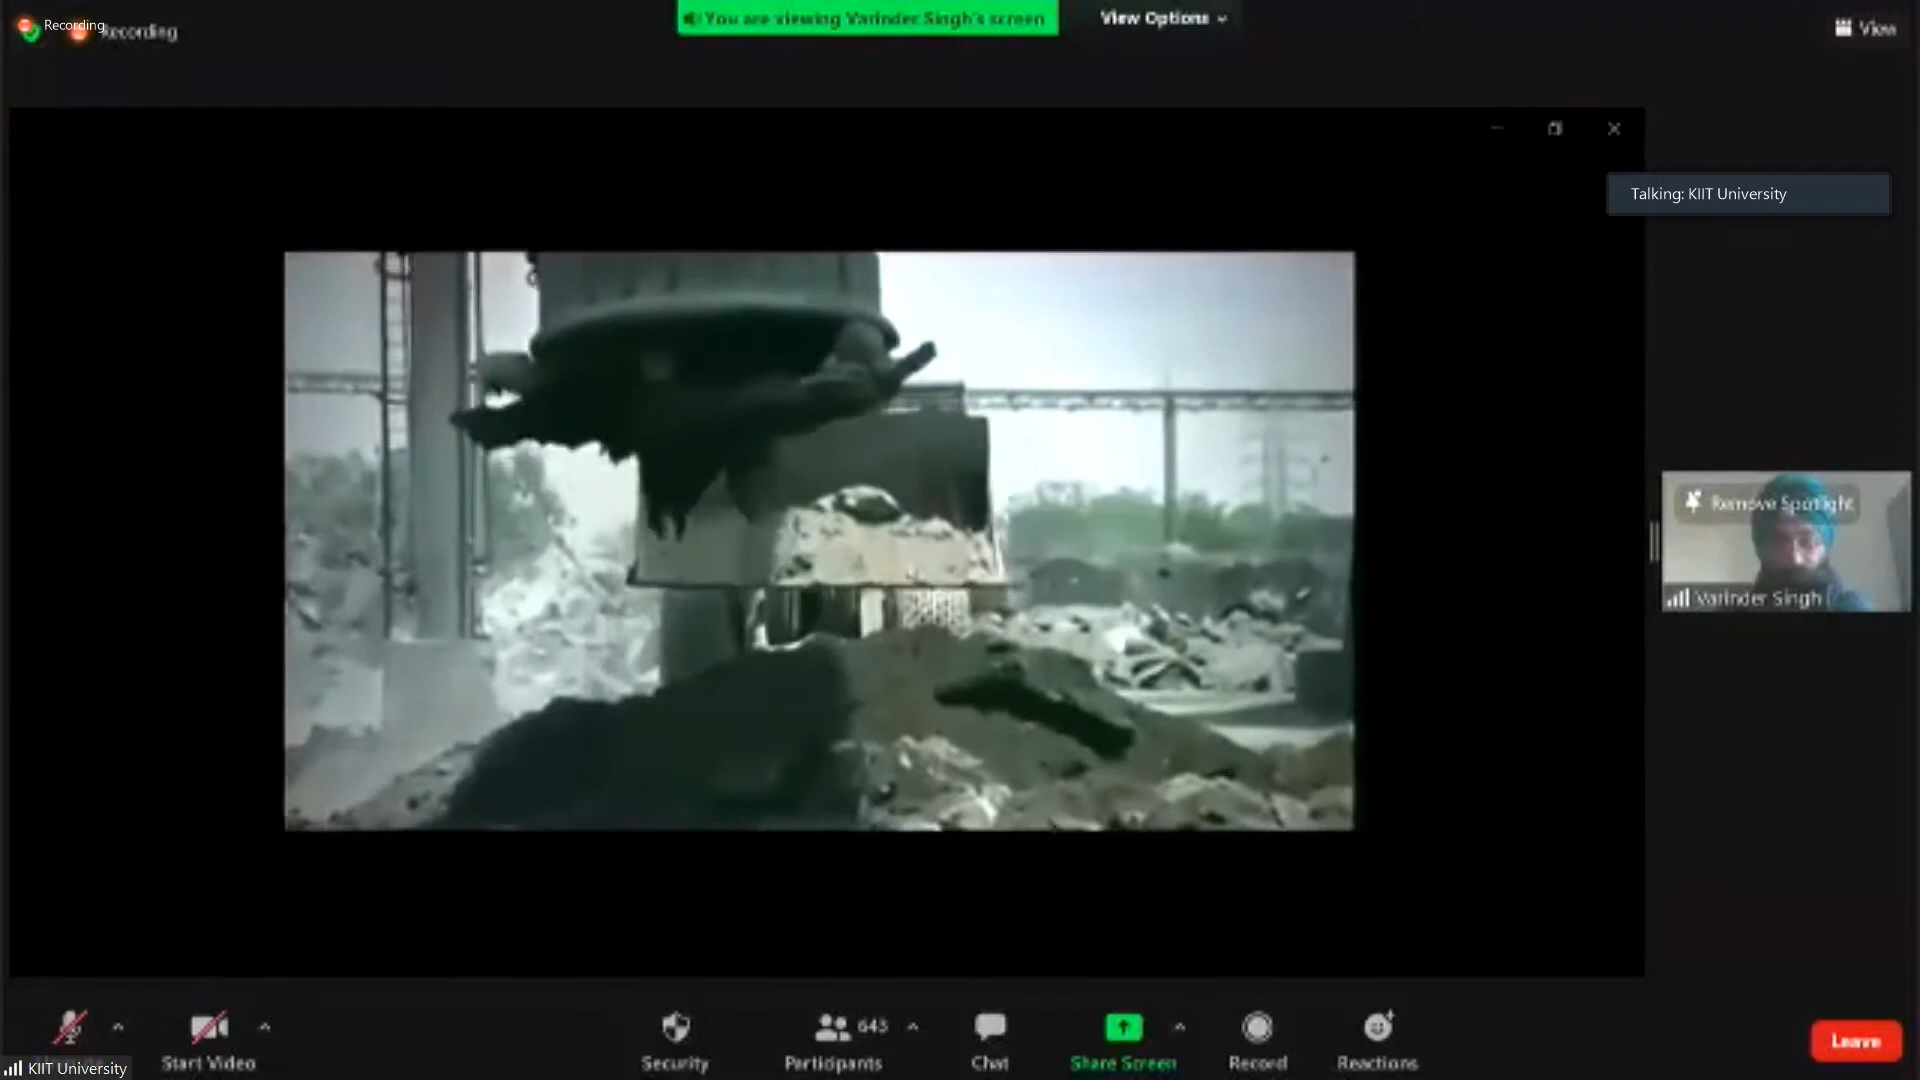 Recording
Recording
You are viewing Varinder Singh's screen
View Options
View
Talking: KIIT University
Remove Spotlight
Varinder Singh
Start Video
Security
643
Participants
Chat
Share Screen
Record
Reactions
Leave
KIIT University